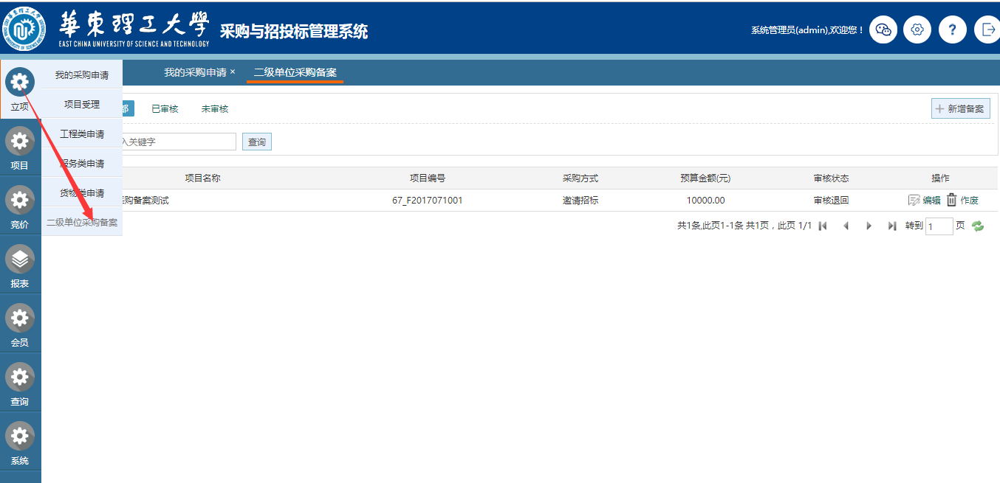 華東理工大學
EAST CHINA UNIVERSITY OF SCIENCE AND TECHNOLOGY
采购与招投标管理系统
系统管理员(admin),欢迎您！
?
立项
项目
竞价
报表
会员
查询
系统
我的采购申请
项目受理
工程类申请
服务类申请
货物类申请
二级单位采购备案
我的采购申请 ×
二级单位采购备案
部 已审核 未审核
新增备案
入关键字 查询
项目名称 项目编号 采购方式 预算金额(元) 审核状态 操作
采购备案测试 67_F2017071001 邀请招标 10000.00 审核退回 编辑 作废
共1条,此页1-1条 共1页，此页 1/1 转到 1 页